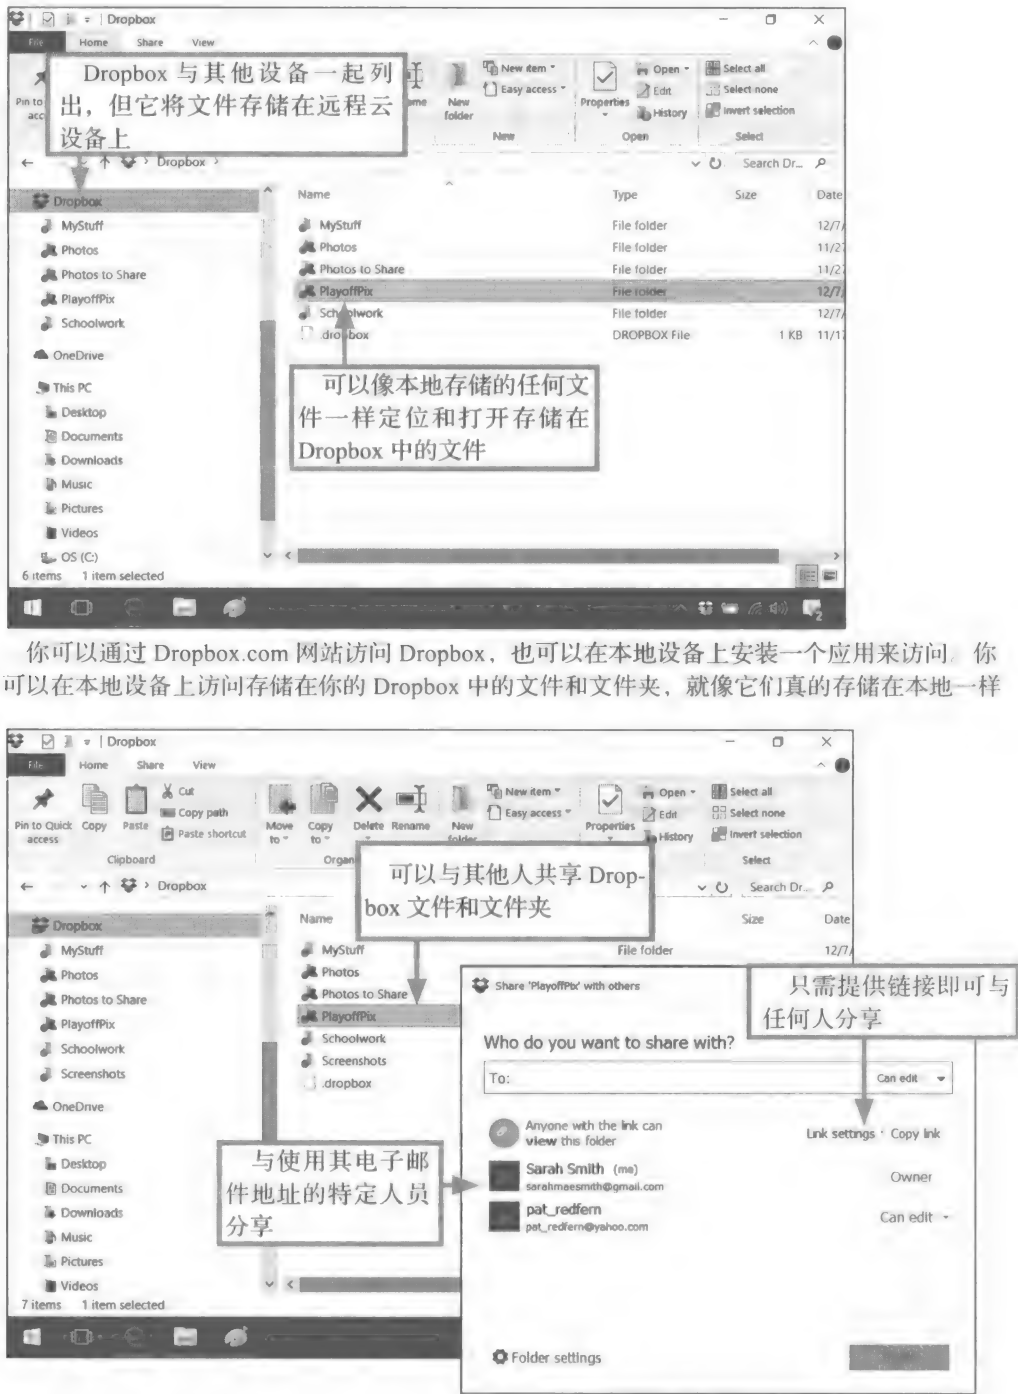 Dropbox
File Home Share View
Dropbox 与其他设备一起列
出，但它将文件存储在远程云
设备上
Pin to
New
folder
New item
Easy access
New
Properties
Open
Edit
History
Open
Select all
Select none
Invert selection
Select
Dropbox
Search Dr...
Dropbox
MyStuff
Photos
Photos to Share
PlayoffPix
Schoolwork
OneDrive
This PC
Desktop
Documents
Downloads
Music
Pictures
Videos
OS (C:)
Name Type Size Date
MyStuff File folder 12/7/
Photos File folder 11/2
Photos to Share File folder 11/2
PlayoffPix File folder 12/7/
Schoolwork File folder 12/7/
.dropbox DROPBOX File 1 KB 11/1
可以像本地存储的任何文
件一样定位和打开存储在
Dropbox 中的文件
6 items 1 item selected
你可以通过 Dropbox.com 网站访问 Dropbox，也可以在本地设备上安装一个应用来访问。你
可以在本地设备上访问存储在你的 Dropbox 中的文件和文件夹，就像它们真的存储在本地一样
Dropbox
File Home Share View
Pin to Quick
access
Copy
Paste
Cut
Copy path
Paste shortcut
Clipboard
Move
to
Copy
to
Delete
Rename
Organ
New
folder
New item
Easy access
Properties
Open
Edit
History
Select all
Select none
Invert selection
Select
可以与其他人共享 Drop-
box 文件和文件夹
Dropbox
Search Dr...
Dropbox
MyStuff
Photos
Photos to Share
PlayoffPix
Schoolwork
Screenshots
OneDrive
This PC
Desktop
Documents
Downloads
Music
Pictures
Videos
Name Size Date
MyStuff File folder 12/7/
Photos
Photos to Share
PlayoffPix
Schoolwork
Screenshots
.dropbox
只需提供链接即可与
任何人分享
Share 'PlayoffPix' with others
Who do you want to share with?
To: Can edit
Anyone with the link can
view this folder
Link settings · Copy link
Sarah Smith (me)
sarahmaesmith@gmail.com
Owner
pat_redfern
pat_redfern@yahoo.com
Can edit
与使用其电子邮
件地址的特定人员
分享
Folder settings
7 items 1 item selected